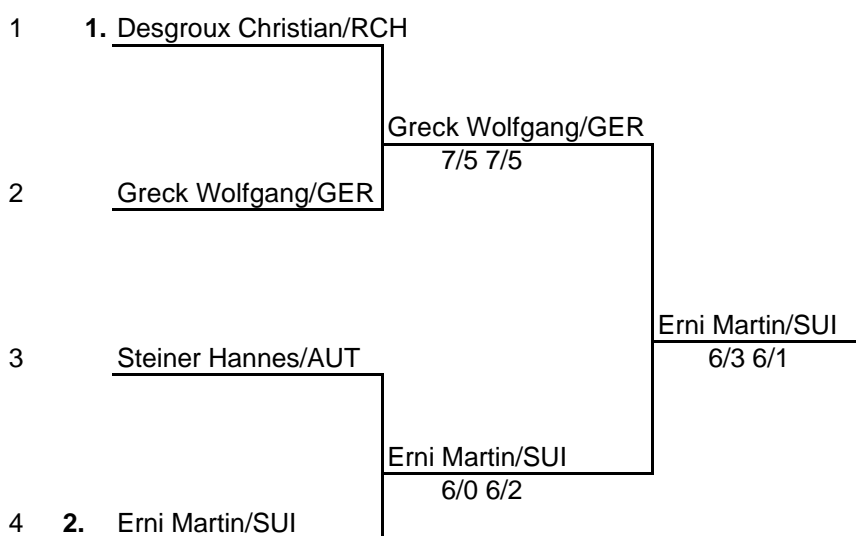 1 1. Desgroux Christian/RCH
Greck Wolfgang/GER
7/5 7/5
2 Greck Wolfgang/GER
Erni Martin/SUI
6/3 6/1
3 Steiner Hannes/AUT
Erni Martin/SUI
6/0 6/2
4 2. Erni Martin/SUI